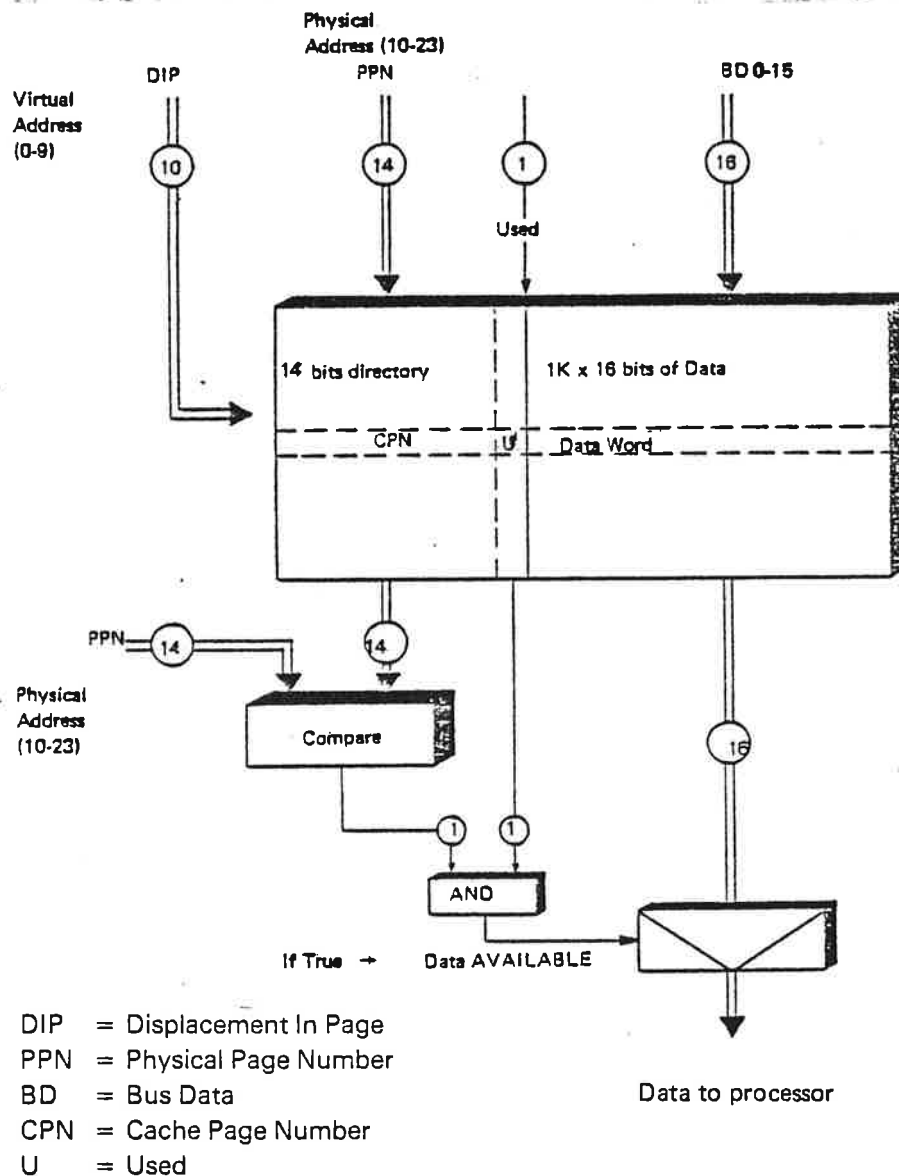 Physical
Address (10-23)
DIP
PPN
BD 0-15
Virtual
Address
(0-9)
10
14
1
16
Used
14 bits directory
1K x 16 bits of Data
CPN
U
Data Word
PPN
14
14
Physical
Address
(10-23)
Compare
16
1
1
AND
If True → Data AVAILABLE
DIP = Displacement In Page
PPN = Physical Page Number
BD = Bus Data
CPN = Cache Page Number
U = Used
Data to processor